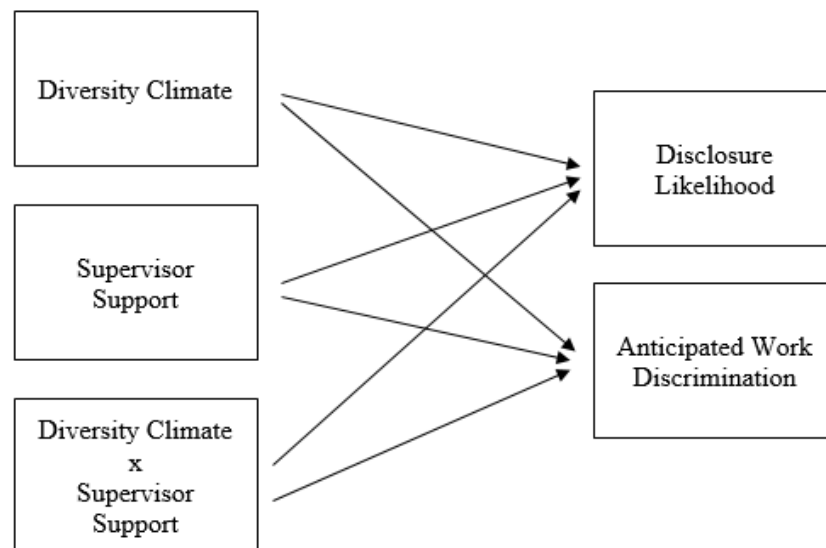 Diversity Climate
Supervisor
Support
Diversity Climate
x
Supervisor
Support
Disclosure
Likelihood
Anticipated Work
Discrimination